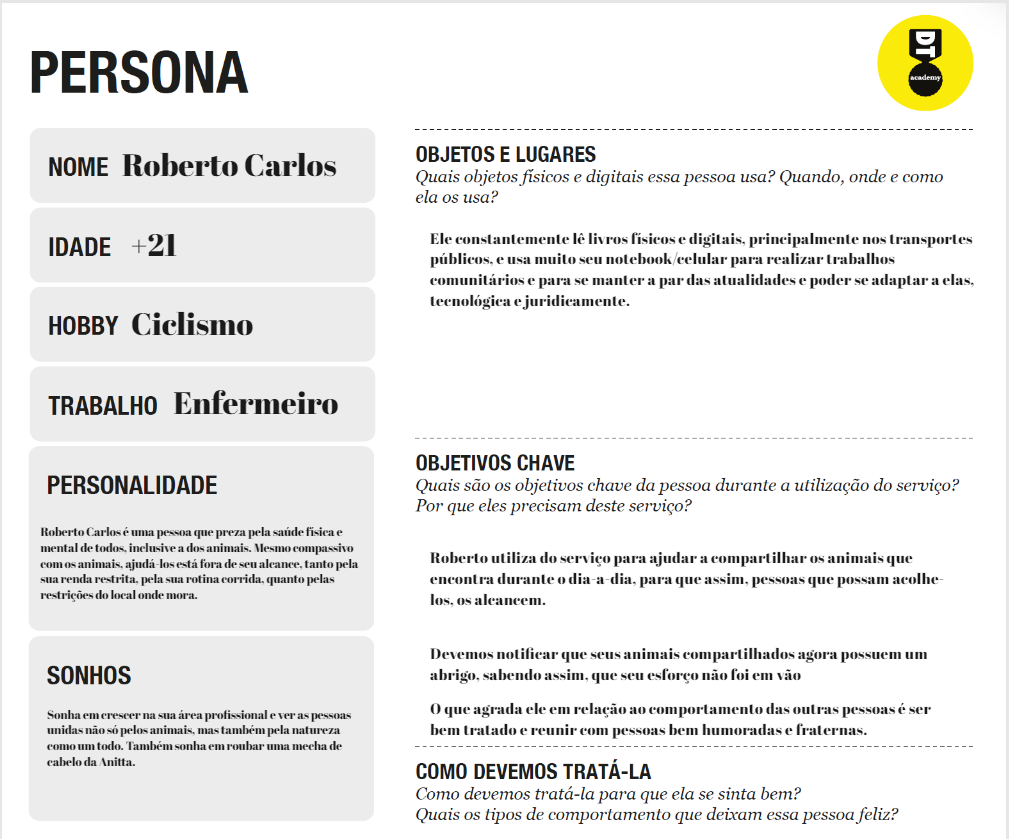 PERSONA
DT
academy
NOME Roberto Carlos
IDADE +21
HOBBY Ciclismo
TRABALHO Enfermeiro
PERSONALIDADE
Roberto Carlos é uma pessoa que preza pela saúde física e
mental de todos, inclusive a dos animais. Mesmo compassivo
com os animais, ajudá-los está fora de seu alcance, tanto pela
sua renda restrita, pela sua rotina corrida, quanto pelas
restrições do local onde mora.
SONHOS
Sonha em crescer na sua área profissional e ver as pessoas
unidas não só pelos animais, mas também pela natureza
como um todo. Também sonha em roubar uma mecha de
cabelo da Anitta.
OBJETOS E LUGARES
Quais objetos físicos e digitais essa pessoa usa? Quando, onde e como
ela os usa?
Ele constantemente lê livros físicos e digitais, principalmente nos transportes
públicos, e usa muito seu notebook/celular para realizar trabalhos
comunitários e para se manter a par das atualidades e poder se adaptar a elas,
tecnológica e juridicamente.
OBJETIVOS CHAVE
Quais são os objetivos chave da pessoa durante a utilização do serviço?
Por que eles precisam deste serviço?
Roberto utiliza do serviço para ajudar a compartilhar os animais que
encontra durante o dia-a-dia, para que assim, pessoas que possam acolhe-
los, os alcancem.
Devemos notificar que seus animais compartilhados agora possuem um
abrigo, sabendo assim, que seu esforço não foi em vão
O que agrada ele em relação ao comportamento das outras pessoas é ser
bem tratado e reunir com pessoas bem humoradas e fraternas.
COMO DEVEMOS TRATÁ-LA
Como devemos tratá-la para que ela se sinta bem?
Quais os tipos de comportamento que deixam essa pessoa feliz?